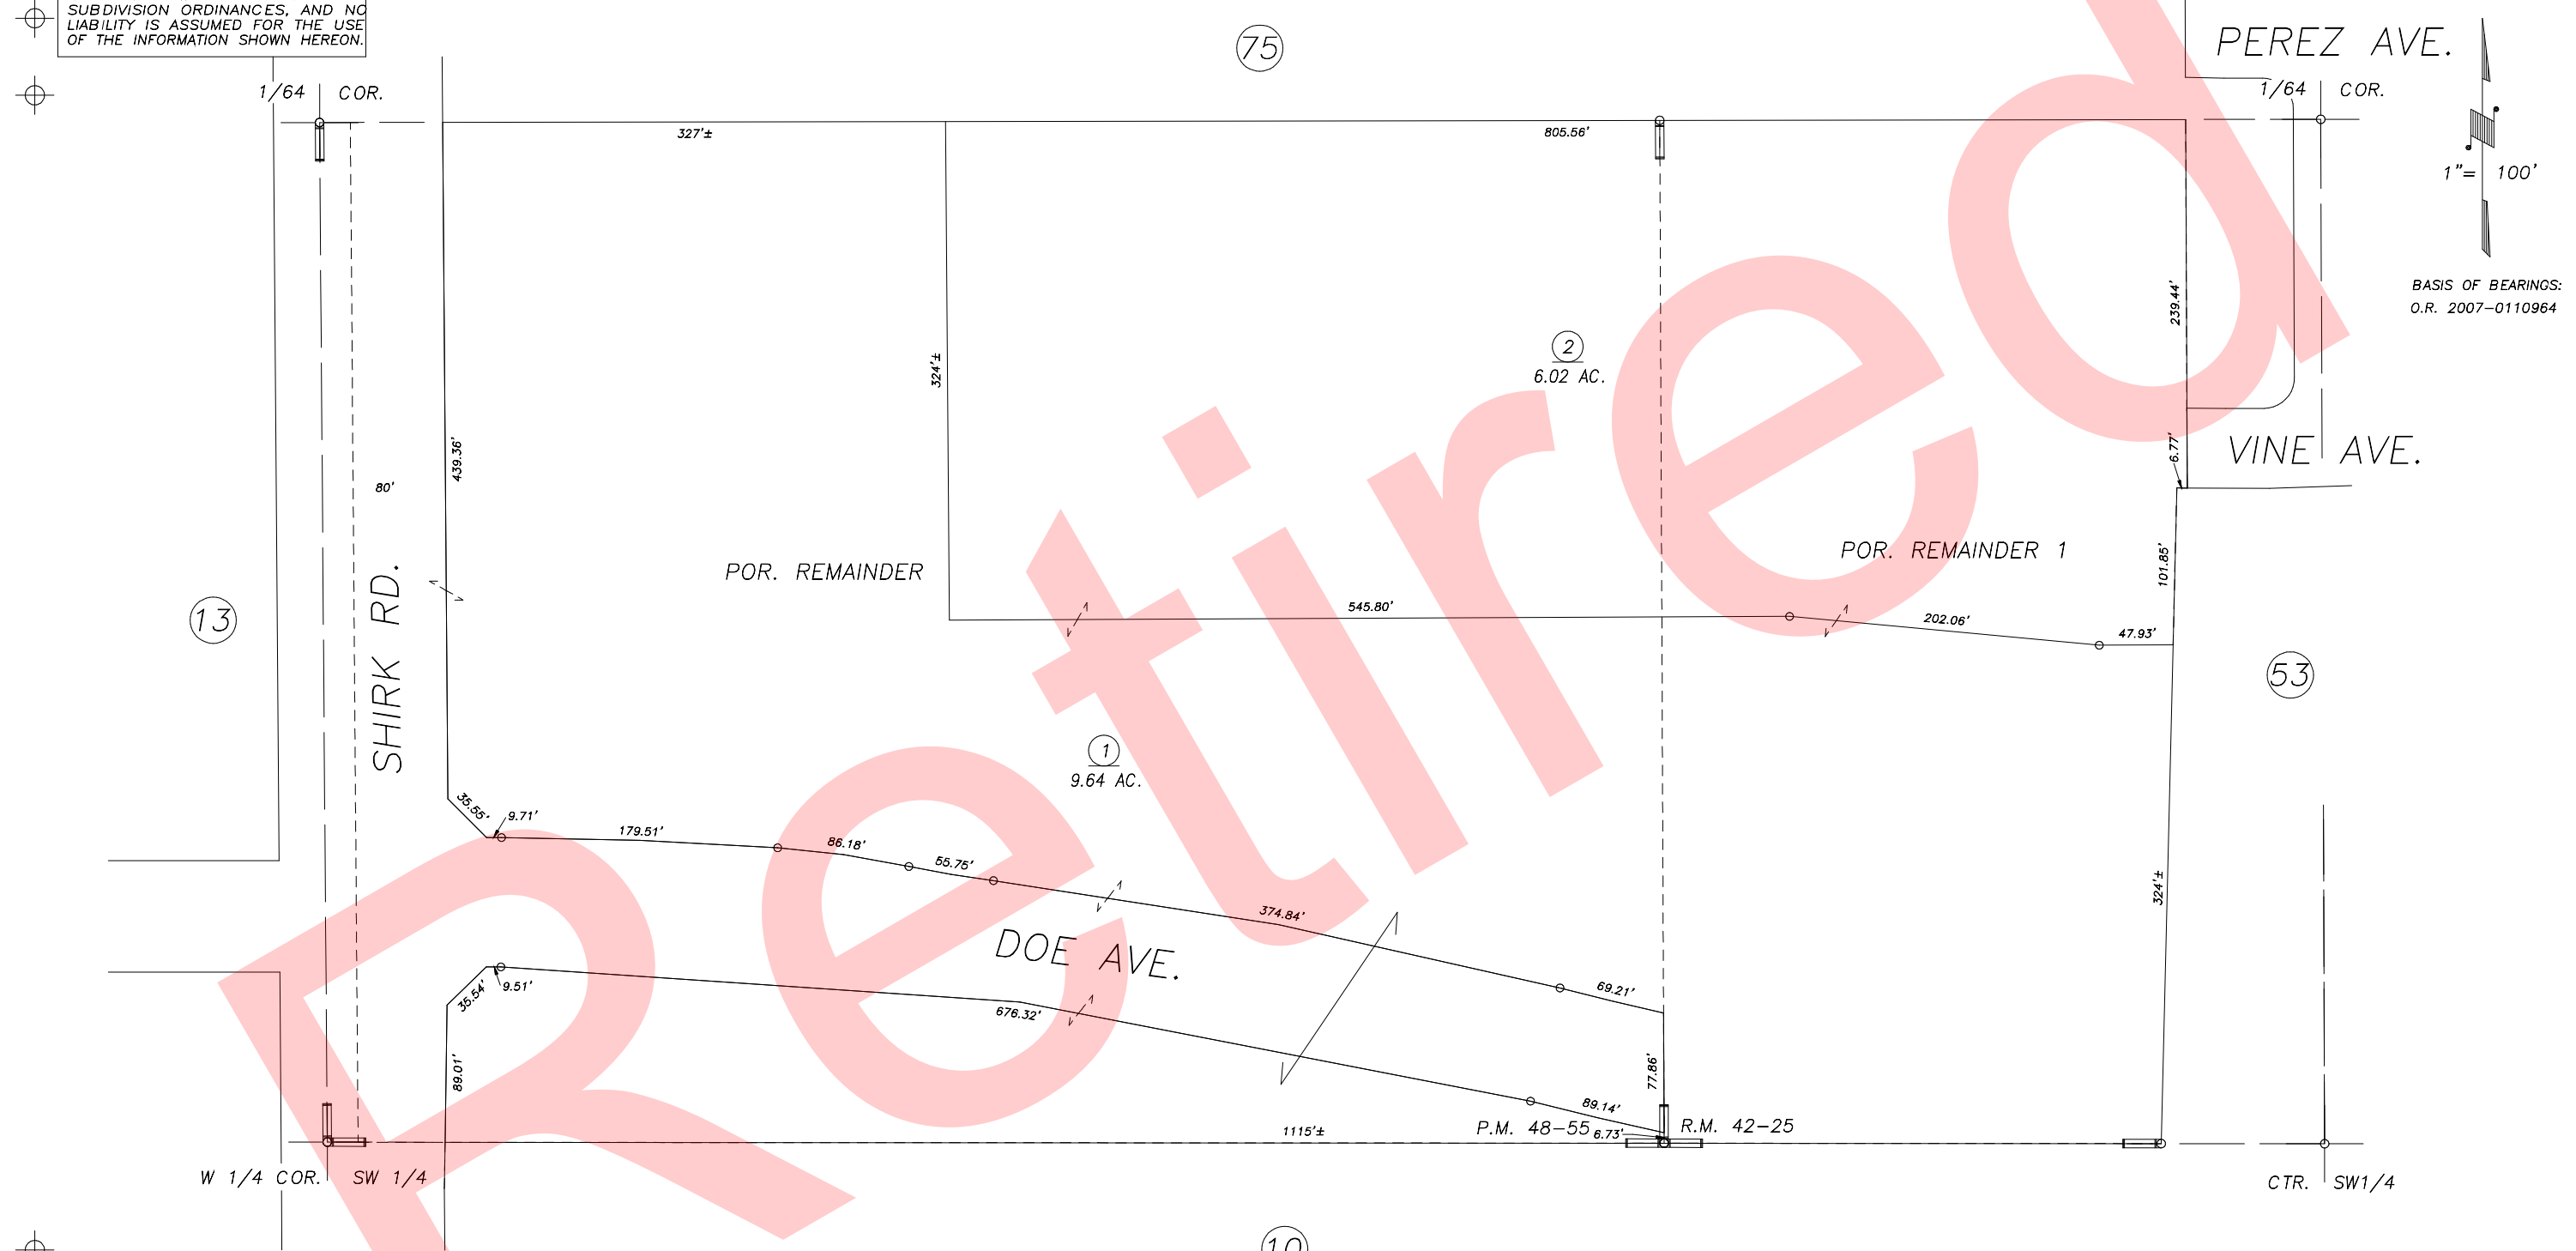 SUBDIVISION ORDINANCES, AND NO
LIABILITY IS ASSUMED FOR THE USE
OF THE INFORMATION SHOWN HEREON.
75
PEREZ AVE.
1/64 COR.
1/64 COR.
327'±
805.56'
1"= 100'
BASIS OF BEARINGS:
O.R. 2007-0110964
239.44'
324'±
2
6.02 AC.
439.36'
80'
6.77'
VINE AVE.
POR. REMAINDER
POR. REMAINDER 1
101.85'
SHIRK RD.
13
545.80'
202.06'
47.93'
53
1
9.64 AC.
35.55'
9.71'
179.51'
86.18'
55.75'
374.84'
324'±
DOE AVE.
35.54'
9.51'
676.32'
69.21'
89.01'
77.86'
89.14'
1115'±
P.M. 48-55
6.73'
R.M. 42-25
W 1/4 COR.
SW 1/4
CTR.
SW1/4
10
Retired